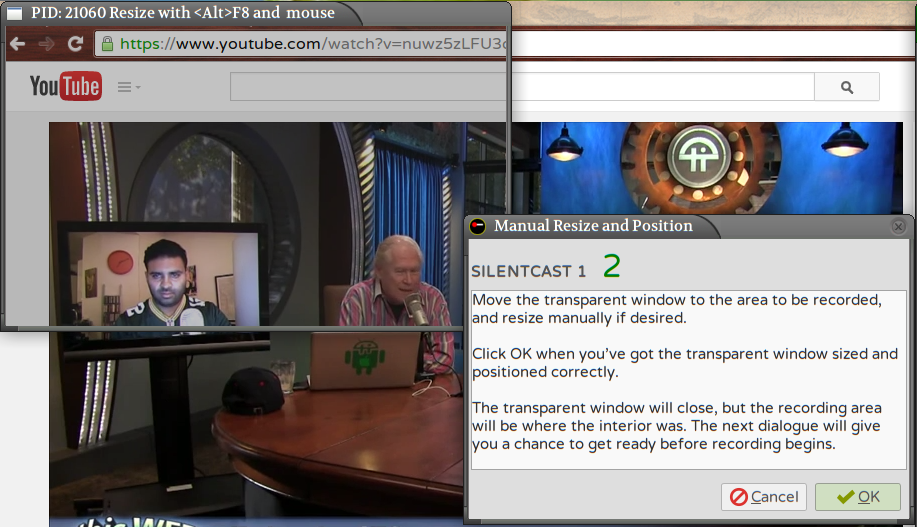 PID: 21060 Resize with <Alt>F8 and mouse
https://www.youtube.com/watch?v=nuwz5zLFU3
YouTube
Manual Resize and Position
SILENTCAST 1 2
Move the transparent window to the area to be recorded,
and resize manually if desired.
Click OK when you've got the transparent window sized and
positioned correctly.
The transparent window will close, but the recording area
will be where the interior was. The next dialogue will give
you a chance to get ready before recording begins.
Cancel
OK
this WEE